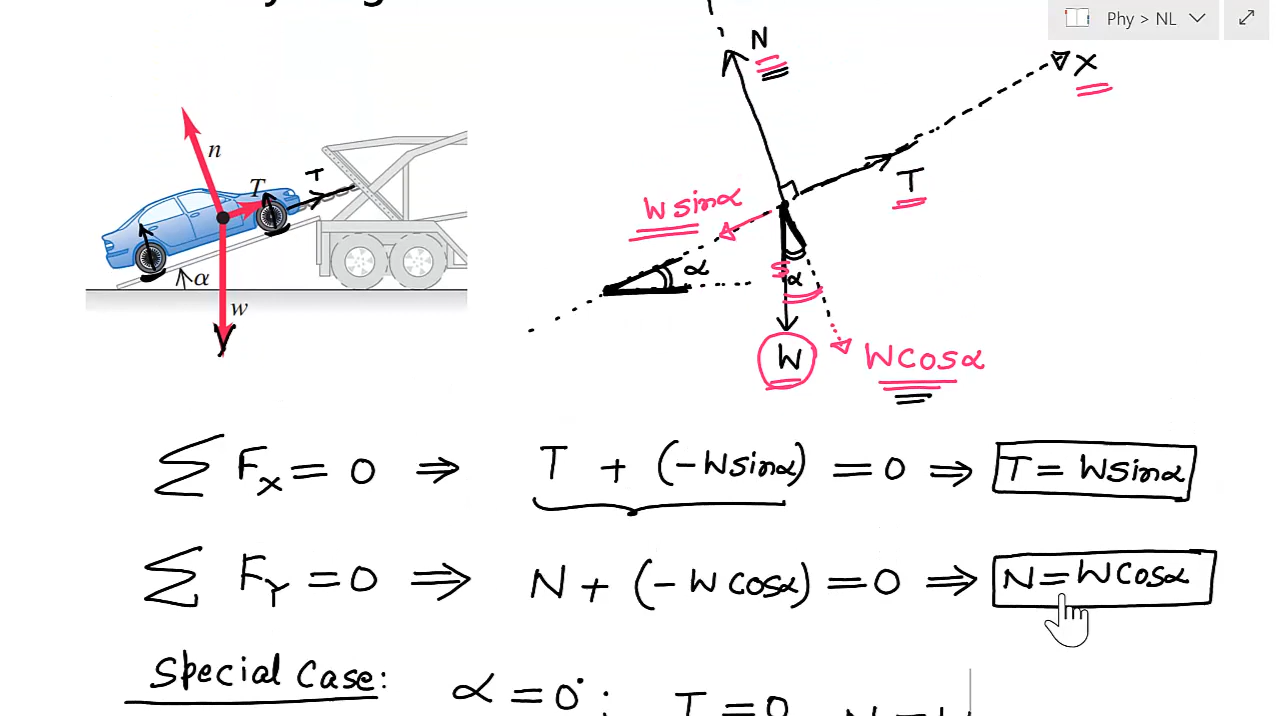 Phy > NL
N
X
n
T
T
T
W sinα
α
α
α
w
W
W cosα
∑ Fx = 0 ⇒ T + (-W sinα) = 0 ⇒ T = W sinα
∑ FY = 0 ⇒ N + (-W cosα) = 0 ⇒ N = W cosα
Special Case: α = 0° ; T = 0